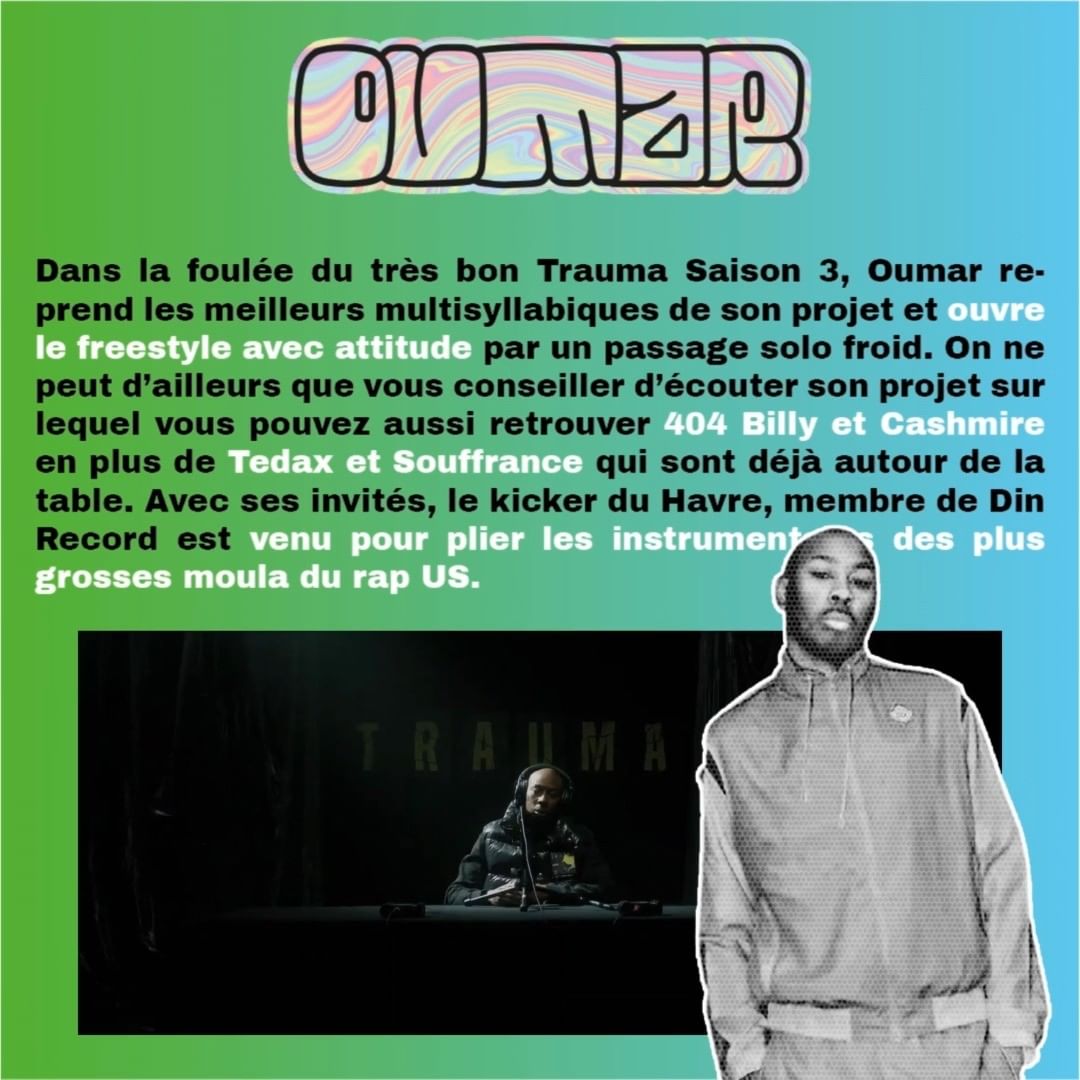 OUMAR
Dans la foulée du très bon Trauma Saison 3, Oumar re-
prend les meilleurs multisyllabiques de son projet et ouvre
le freestyle avec attitude par un passage solo froid. On ne
peut d’ailleurs que vous conseiller d’écouter son projet sur
lequel vous pouvez aussi retrouver 404 Billy et Cashmire
en plus de Tedax et Souffrance qui sont déjà autour de la
table. Avec ses invités, le kicker du Havre, membre de Din
Record est venu pour plier les des plus
grosses moula du rap US.
TRAUMA